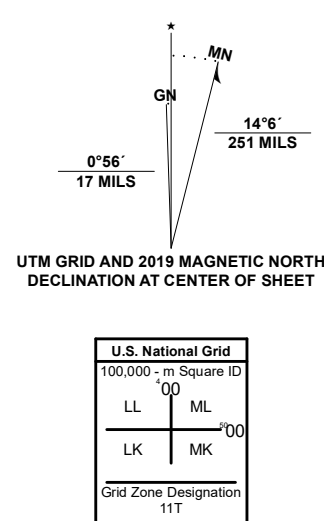 ★
MN
GN
14°6´
251 MILS
0°56´
17 MILS
UTM GRID AND 2019 MAGNETIC NORTH
DECLINATION AT CENTER OF SHEET
U.S. National Grid
100,000 - m Square ID
⁴00
LL ML
⁵⁰00
LK MK
Grid Zone Designation
11T